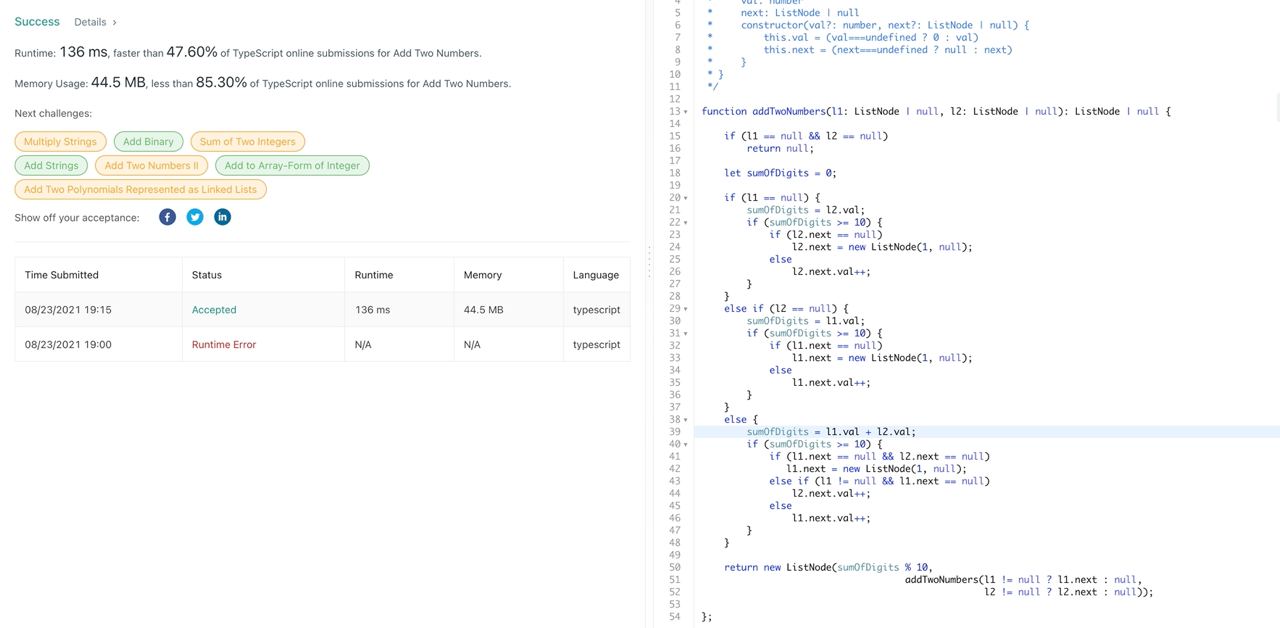 Success Details ›
Runtime: 136 ms, faster than 47.60% of TypeScript online submissions for Add Two Numbers.
Memory Usage: 44.5 MB, less than 85.30% of TypeScript online submissions for Add Two Numbers.
Next challenges:
Multiply Strings Add Binary Sum of Two Integers
Add Strings Add Two Numbers II Add to Array-Form of Integer
Add Two Polynomials Represented as Linked Lists
Show off your acceptance:
Time Submitted Status Runtime Memory Language
08/23/2021 19:15 Accepted 136 ms 44.5 MB typescript
08/23/2021 19:00 Runtime Error N/A N/A typescript
4 *     val: number
5 *     next: ListNode | null
6 *     constructor(val?: number, next?: ListNode | null) {
7 *         this.val = (val===undefined ? 0 : val)
8 *         this.next = (next===undefined ? null : next)
9 *     }
10 * }
11 */
12
13 function addTwoNumbers(l1: ListNode | null, l2: ListNode | null): ListNode | null {
14
15     if (l1 == null && l2 == null)
16         return null;
17
18     let sumOfDigits = 0;
19
20     if (l1 == null) {
21         sumOfDigits = l2.val;
22         if (sumOfDigits >= 10) {
23             if (l2.next == null)
24                 l2.next = new ListNode(1, null);
25             else
26                 l2.next.val++;
27         }
28     }
29     else if (l2 == null) {
30         sumOfDigits = l1.val;
31         if (sumOfDigits >= 10) {
32             if (l1.next == null)
33                 l1.next = new ListNode(1, null);
34             else
35                 l1.next.val++;
36         }
37     }
38     else {
39         sumOfDigits = l1.val + l2.val;
40         if (sumOfDigits >= 10) {
41             if (l1.next == null && l2.next == null)
42                l1.next = new ListNode(1, null);
43             else if (l1 != null && l1.next == null)
44                 l2.next.val++;
45             else
46                 l1.next.val++;
47         }
48     }
49
50     return new ListNode(sumOfDigits % 10,
51                                     addTwoNumbers(l1 != null ? l1.next : null,
52                                                   l2 != null ? l2.next : null));
53
54 };